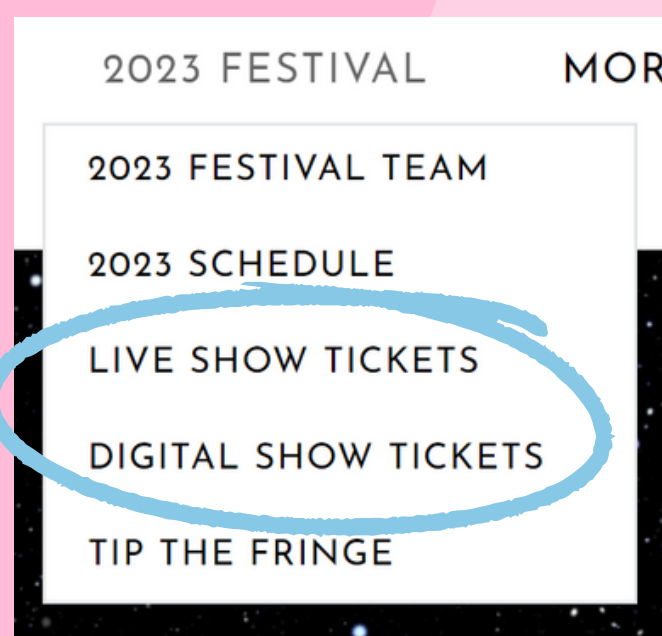 2023 FESTIVAL
2023 FESTIVAL TEAM
2023 SCHEDULE
LIVE SHOW TICKETS
DIGITAL SHOW TICKETS
TIP THE FRINGE